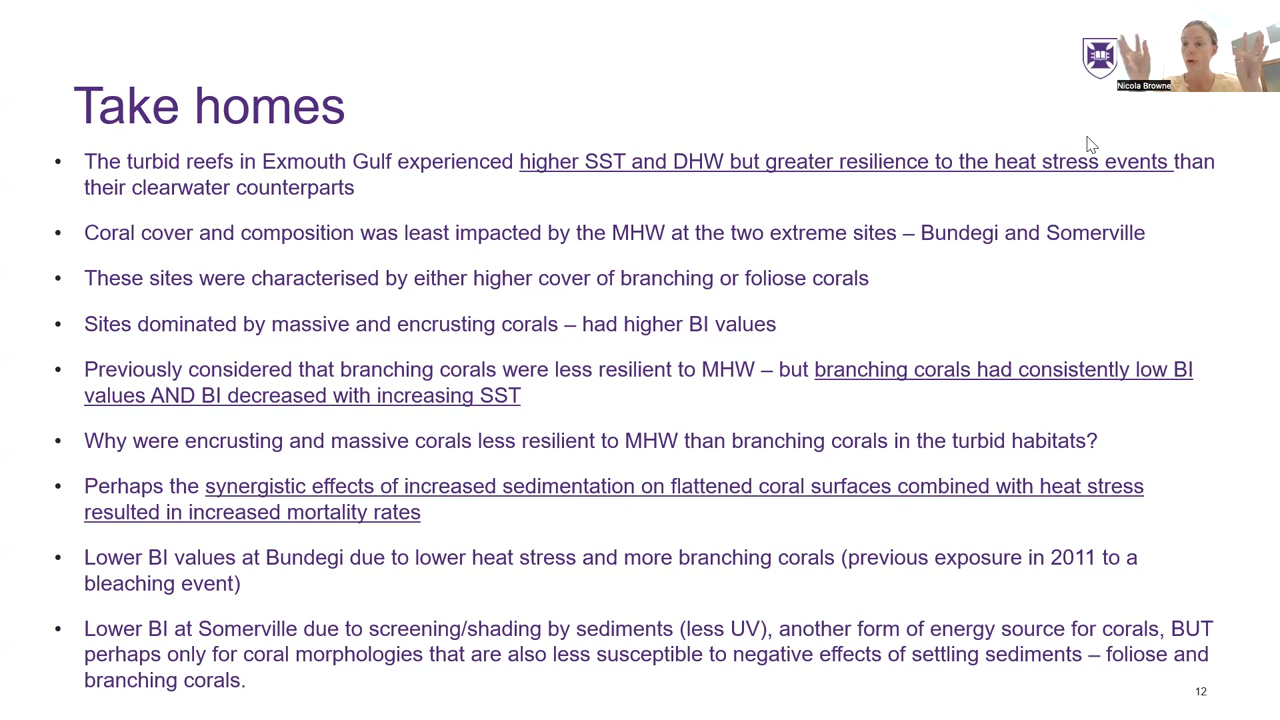 Nicola Browne
Take homes
• The turbid reefs in Exmouth Gulf experienced higher SST and DHW but greater resilience to the heat stress events than
their clearwater counterparts
• Coral cover and composition was least impacted by the MHW at the two extreme sites – Bundegi and Somerville
• These sites were characterised by either higher cover of branching or foliose corals
• Sites dominated by massive and encrusting corals – had higher BI values
• Previously considered that branching corals were less resilient to MHW – but branching corals had consistently low BI
values AND BI decreased with increasing SST
• Why were encrusting and massive corals less resilient to MHW than branching corals in the turbid habitats?
• Perhaps the synergistic effects of increased sedimentation on flattened coral surfaces combined with heat stress
resulted in increased mortality rates
• Lower BI values at Bundegi due to lower heat stress and more branching corals (previous exposure in 2011 to a
bleaching event)
• Lower BI at Somerville due to screening/shading by sediments (less UV), another form of energy source for corals, BUT
perhaps only for coral morphologies that are also less susceptible to negative effects of settling sediments – foliose and
branching corals.
12